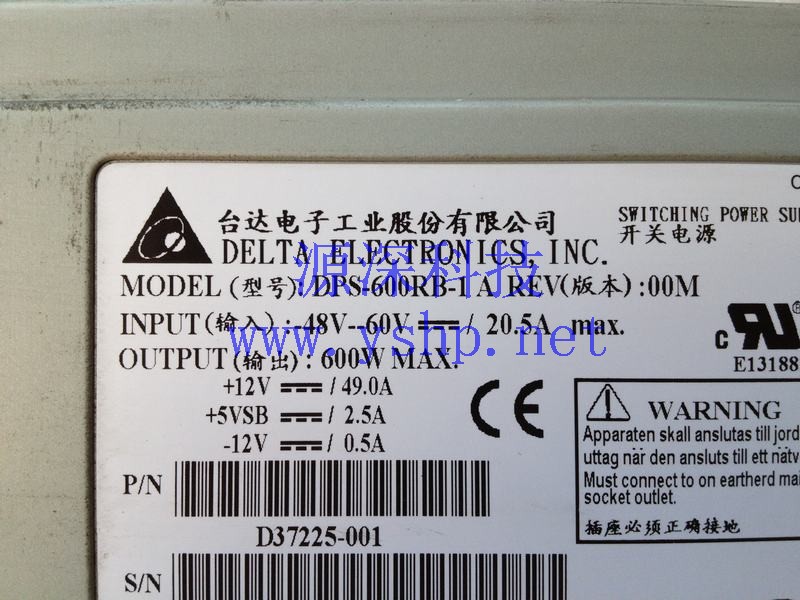 台达电子工业股份有限公司
DELTA ELECTRONICS, INC.
SWITCHING POWER SU
开关电源
MODEL (型号): DPS-600RB-1 A REV(版本) :00M
INPUT(输入) :-48V--60V / 20.5A max.
OUTPUT(输出): 600W MAX.
+12V / 49.0A
+5VSB / 2.5A
-12V / 0.5A
源深科技
www.yshp.net
c RU ®
E13188
CE
WARNING
Apparaten skall anslutas till jord
uttag när den ansluts till ett nätv
Must connect to on eartherd mai
socket outlet.
插座必须正确接地
P/N
D37225-001
S/N